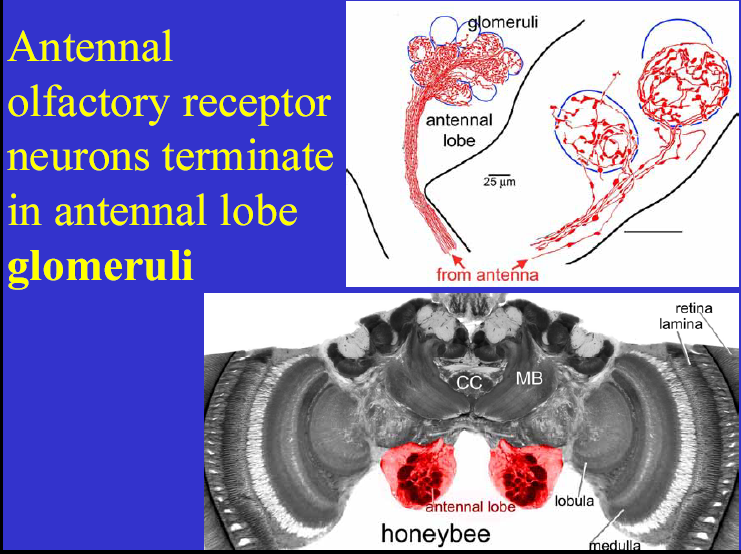 Antennal
olfactory receptor
neurons terminate
in antennal lobe
glomeruli
glomeruli
antennal
lobe
25 μm
from antenna
retina
lamina
CC
MB
antennal lobe
lobula
honeybee
medulla